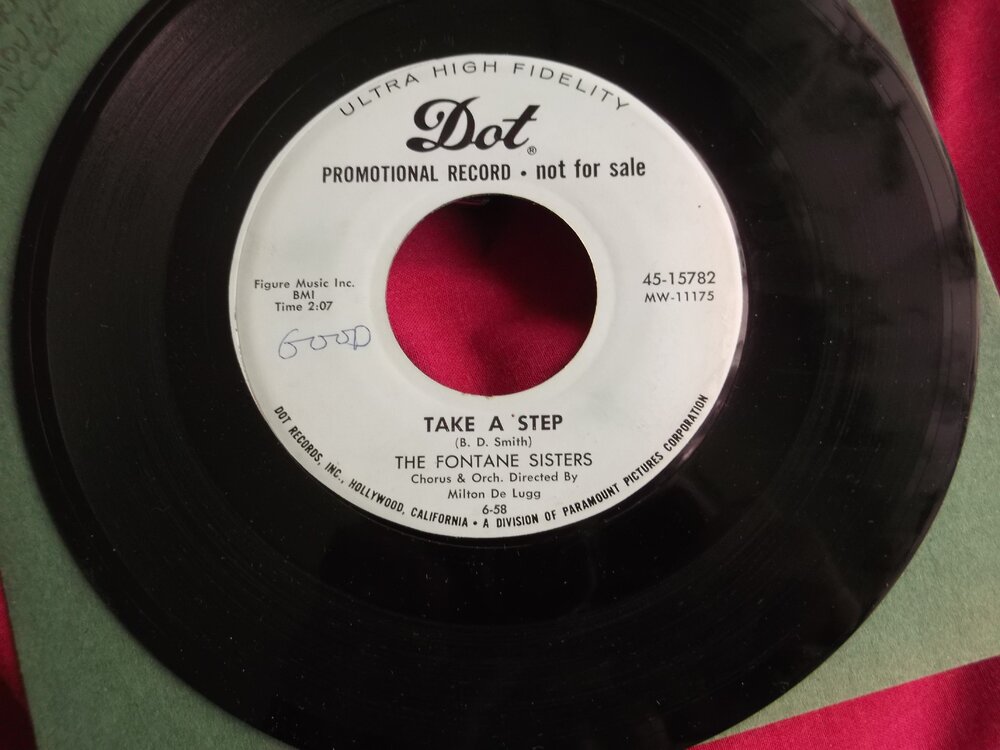 ULTRA HIGH FIDELITY
Dot®
PROMOTIONAL RECORD • not for sale
Figure Music Inc.
BMI
Time 2:07
GOOD
45-15782
MW-11175
TAKE A STEP
(B. D. Smith)
THE FONTANE SISTERS
Chorus & Orch. Directed By
Milton De Lugg
6-58
DOT RECORDS, INC., HOLLYWOOD, CALIFORNIA • A DIVISION OF PARAMOUNT PICTURES CORPORATION